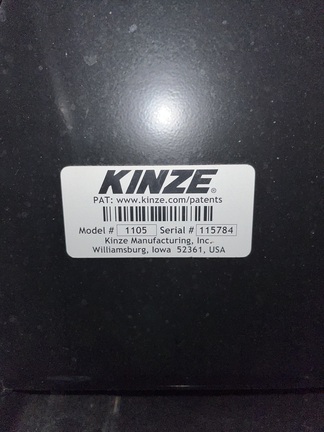 KINZE®
PAT: www.kinze.com/patents
Model # 1105 Serial # 115784
Kinze Manufacturing, Inc.
Williamsburg, Iowa 52361, USA